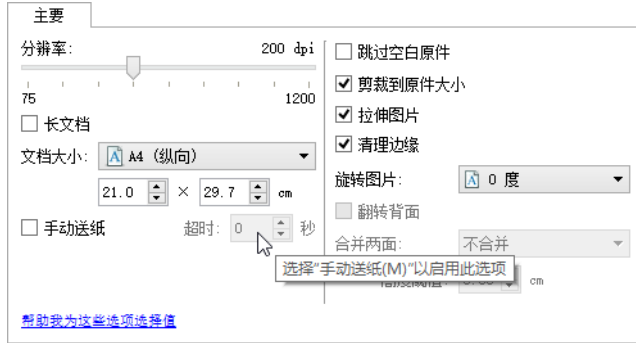 主要
分辨率:
200 dpi
75
1200
长文档
文档大小:
A4 (纵向)
21.0 × 29.7 cm
手动送纸
超时: 0 秒
跳过空白原件
剪裁到原件大小
拉伸图片
清理边缘
旋转图片:
0 度
翻转背面
合并两面:
不合并
选择"手动送纸(M)"以启用此选项
cm
帮助我为这些选项选择值